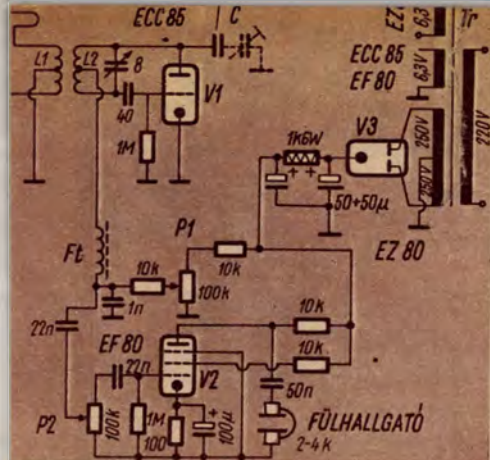 ECC 85
C
EZ
6,3
Tr
ECC 85
EF 80
6,3V
L1
L2
8
V1
40
1M
V3
1k6W
250V
250V
220V
50+50µ
EZ 80
P1
Ft
10k
10k
100k
1n
10k
22n
EF 80
22n
V2
10k
50n
P2
100k
1M
100
100µ
FÜLHALLGATÓ
2-4k